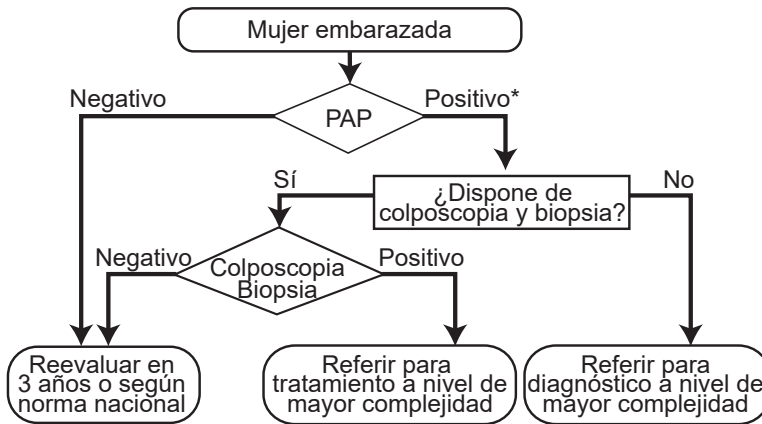 Mujer embarazada
Negativo
PAP
Positivo*
Sí
¿Dispone de
colposcopia y biopsia?
No
Negativo
Colposcopia
Biopsia
Positivo
Reevaluar en
3 años o según
norma nacional
Referir para
tratamiento a nivel de
mayor complejidad
Referir para
diagnóstico a nivel de
mayor complejidad